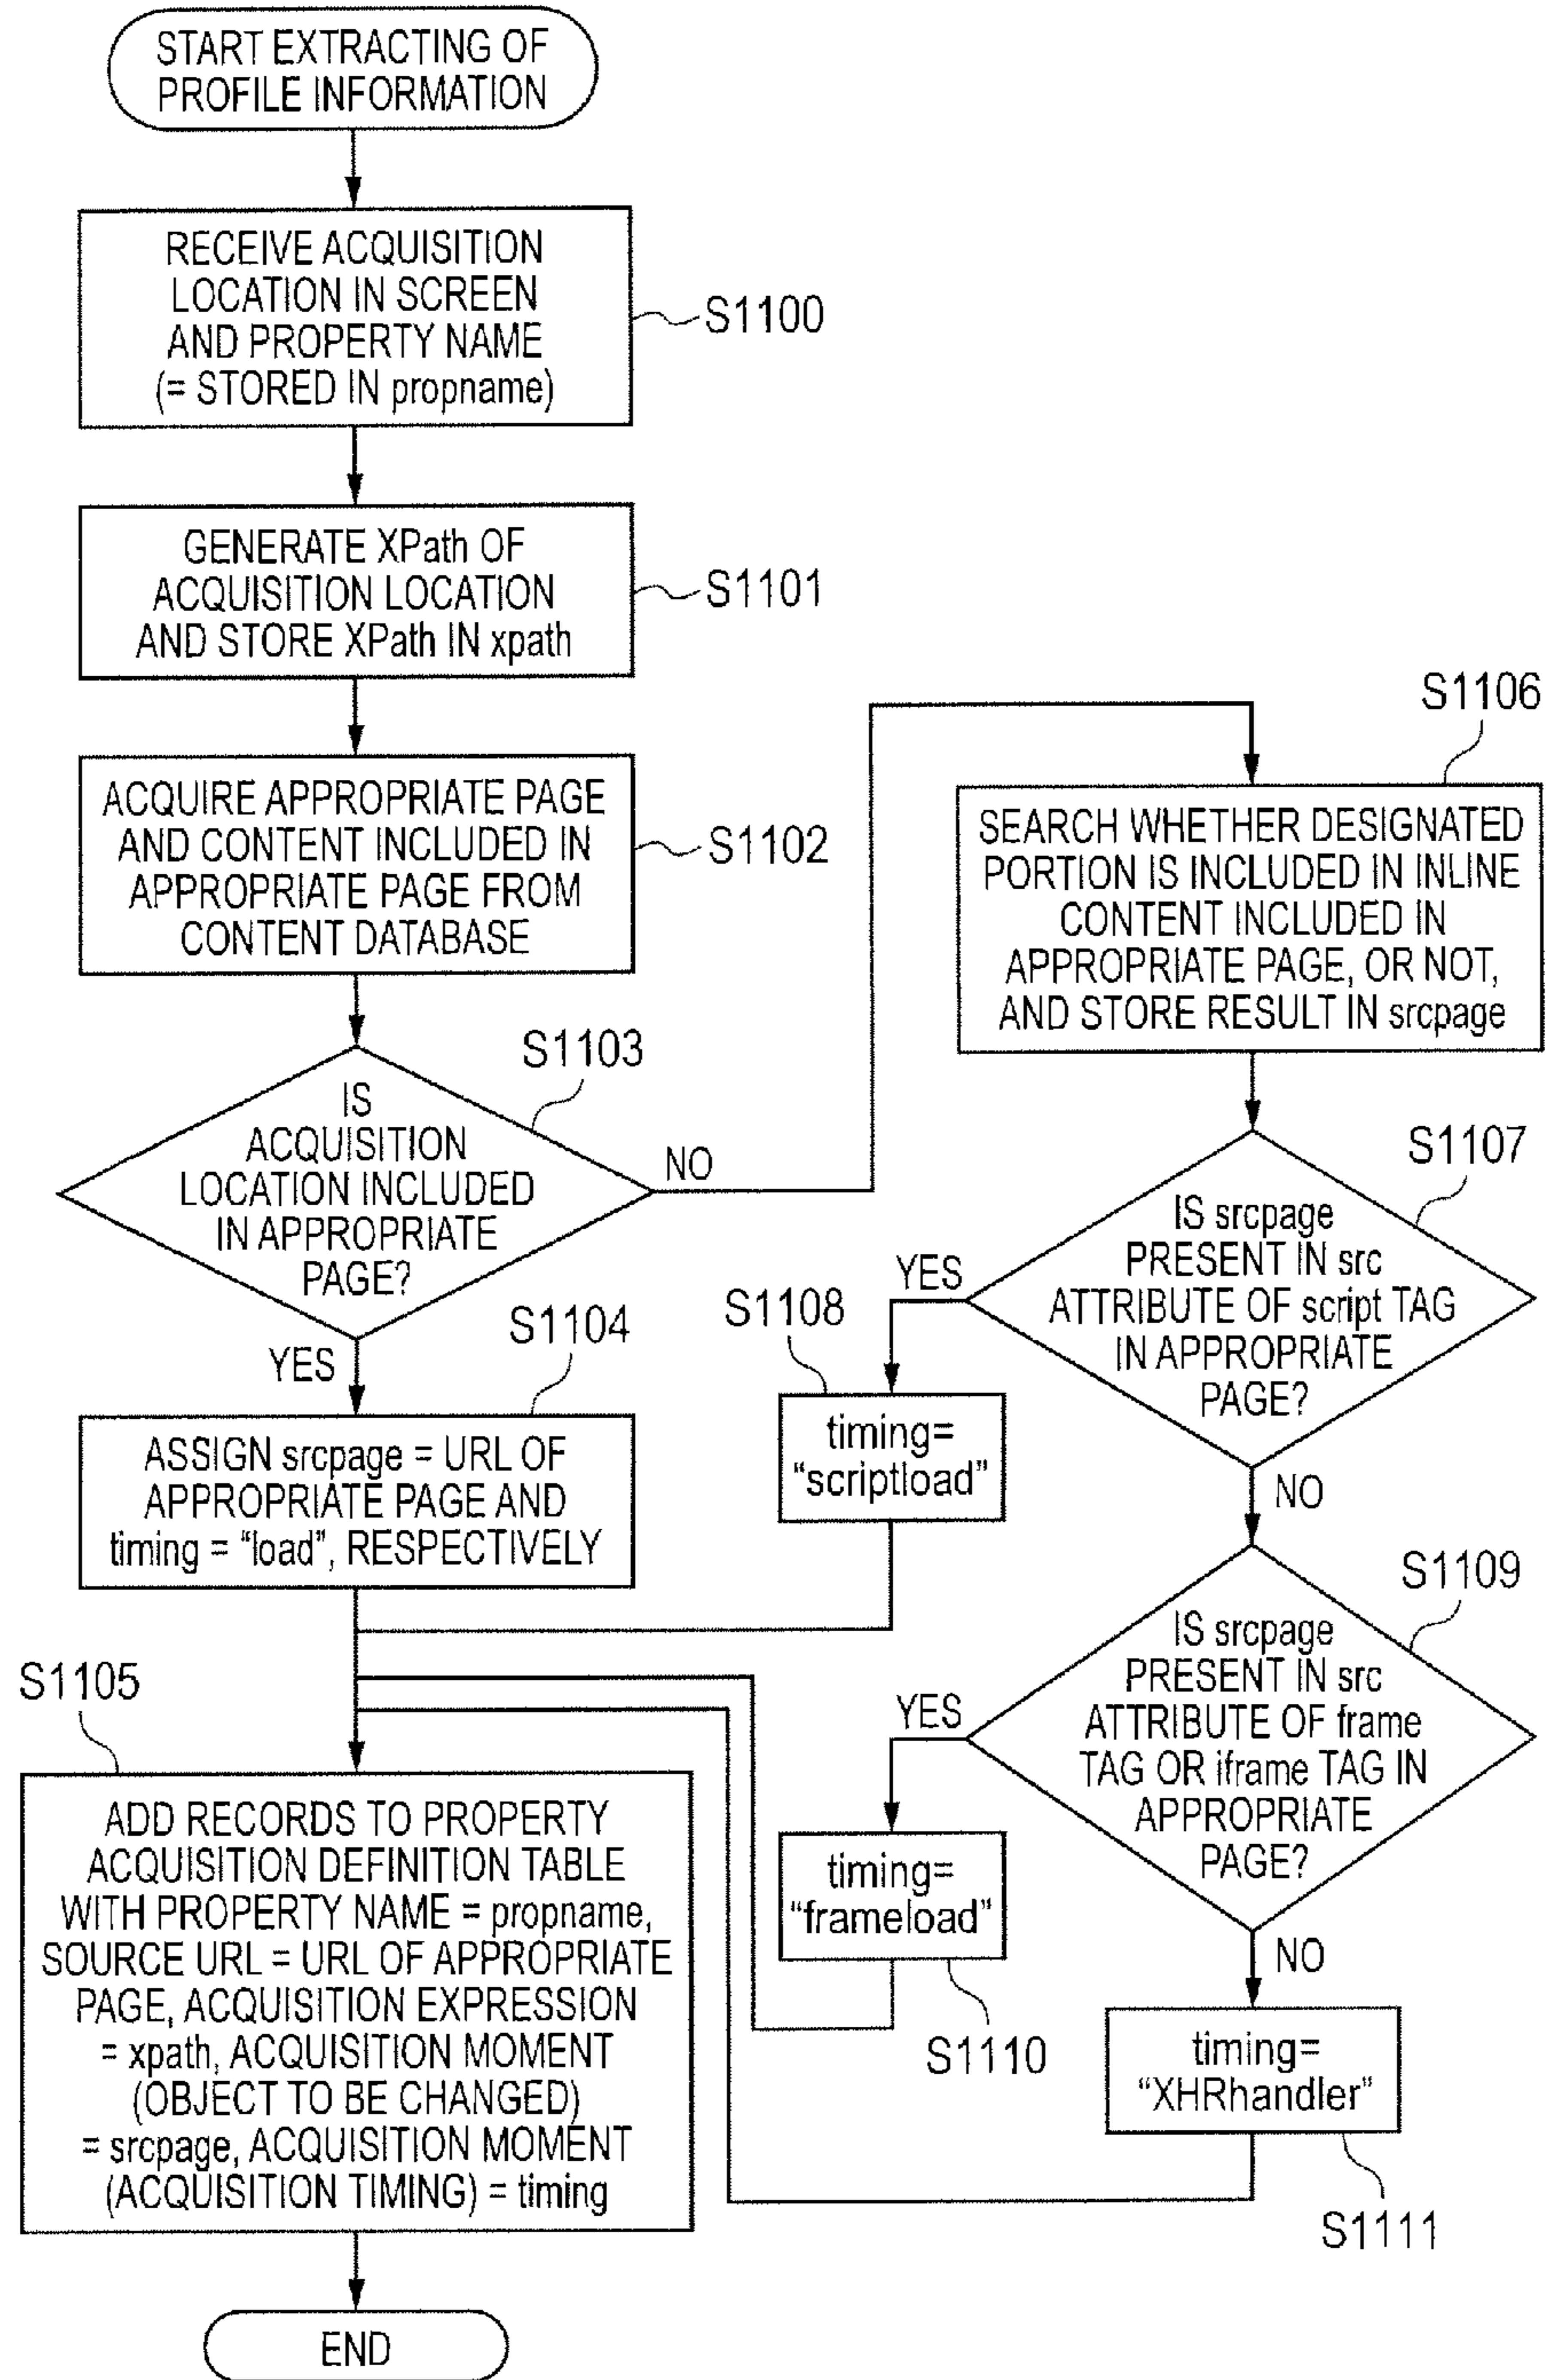 START EXTRACTING OF
PROFILE INFORMATION
RECEIVE ACQUISITION
LOCATION IN SCREEN
AND PROPERTY NAME
(= STORED IN propname)
S1100
GENERATE XPath OF
ACQUISITION LOCATION
AND STORE XPath IN xpath
S1101
ACQUIRE APPROPRIATE PAGE
AND CONTENT INCLUDED IN
APPROPRIATE PAGE FROM
CONTENT DATABASE
S1102
S1103
IS
ACQUISITION
LOCATION INCLUDED
IN APPROPRIATE
PAGE?
NO
YES
S1104
ASSIGN srcpage = URL OF
APPROPRIATE PAGE AND
timing = “load”, RESPECTIVELY
S1105
ADD RECORDS TO PROPERTY
ACQUISITION DEFINITION TABLE
WITH PROPERTY NAME = propname,
SOURCE URL = URL OF APPROPRIATE
PAGE, ACQUISITION EXPRESSION
= xpath, ACQUISITION MOMENT
(OBJECT TO BE CHANGED)
= srcpage, ACQUISITION MOMENT
(ACQUISITION TIMING) = timing
END
S1106
SEARCH WHETHER DESIGNATED
PORTION IS INCLUDED IN INLINE
CONTENT INCLUDED IN
APPROPRIATE PAGE, OR NOT,
AND STORE RESULT IN srcpage
S1107
IS srcpage
PRESENT IN src
ATTRIBUTE OF script TAG
IN APPROPRIATE
PAGE?
YES
S1108
timing=
“scriptload”
NO
S1109
IS srcpage
PRESENT IN src
ATTRIBUTE OF frame
TAG OR iframe TAG IN
APPROPRIATE
PAGE?
YES
timing=
“frameload”
S1110
NO
timing=
“XHRhandler”
S1111